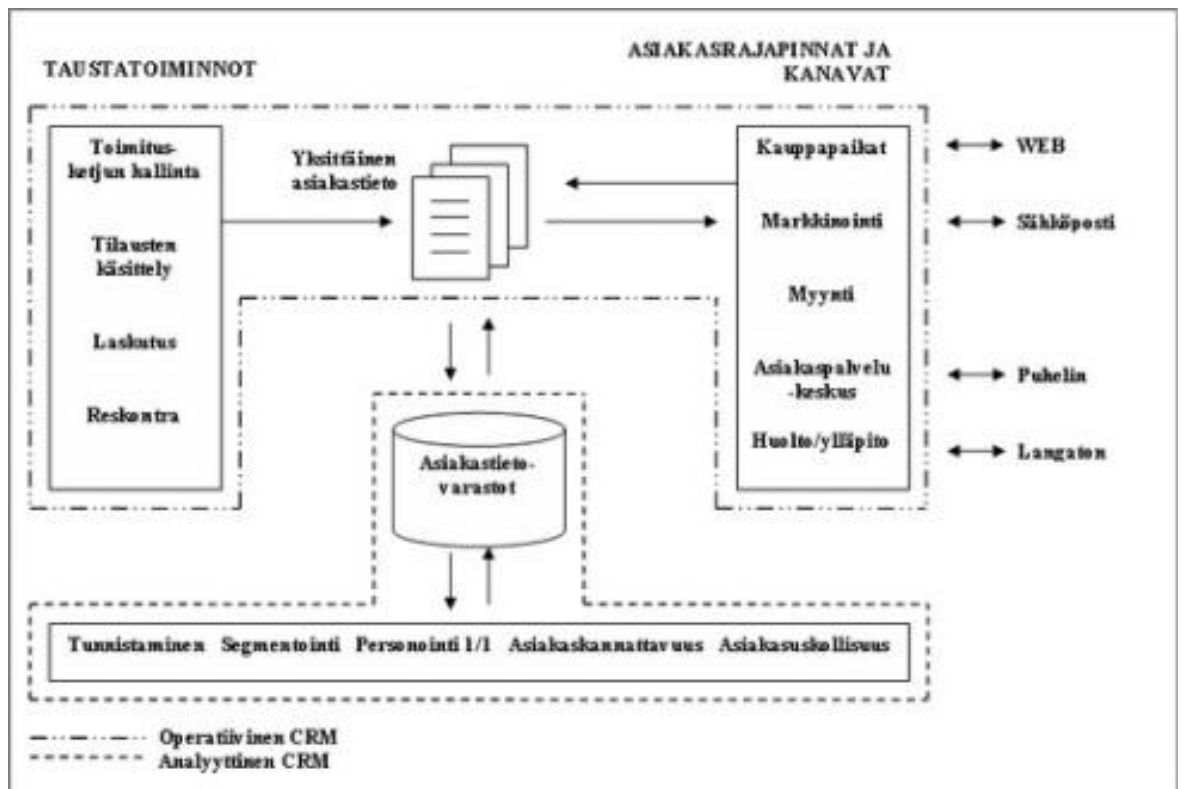 TAUSTATOIMINNOT
ASIAKASRAJAPINNAT JA
KANAVAT
Toimitus-
ketjun hallinta
Tilausten
käsittely
Laskutus
Reskontra
Yksittäinen
asiakastieto
Kauppapaikat
Markkinointi
Myynti
Asiakaspalvelu
-keskus
Huolto/ylläpito
WEB
Sähköposti
Puhelin
Langaton
Asiakastieto-
varastot
Tunnistaminen Segmentointi Personointi 1/1 Asiakaskannattavuus Asiakasuskollisuus
Operatiivinen CRM
Analyyttinen CRM